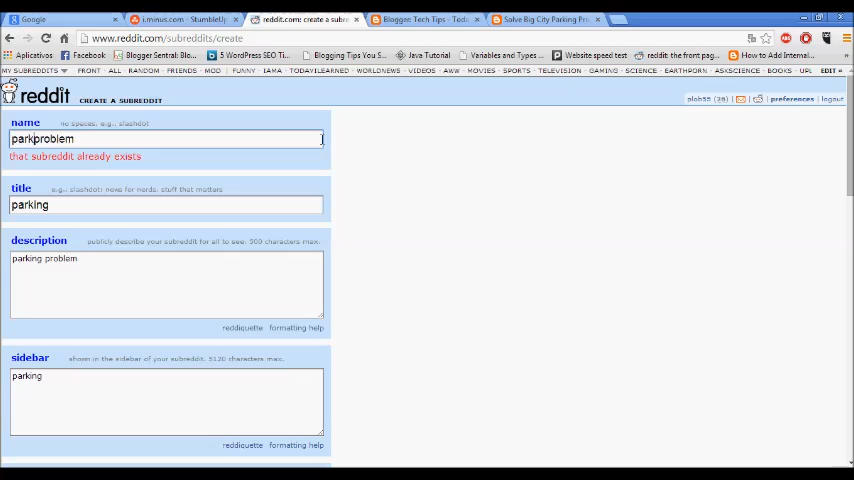 Google
i.minus.com - StumbleUp
reddit.com: create a subre
Blogger Tech Tips - Toda
Solve Big City Parking Pr
www.reddit.com/subreddits/create
Aplicativos Facebook Blogger Sentral: Blo... 5 WordPress SEO Ti... Blogging Tips You S... Java Tutorial Variables and Types ... Website speed test reddit: the front pag... How to Add Internal...
MY SUBREDDITS FRONT - ALL - RANDOM - FRIENDS - MOD | FUNNY - IAMA - TODAYILEARNED - WORLDNEWS - VIDEOS - AWW - MOVIES - SPORTS - TELEVISION - GAMING - SCIENCE - EARTHPORN - ASKSCIENCE - BOOKS - UPL EDIT »
reddit CREATE A SUBREDDIT
preferences | logout
name no spaces, e.g., slashdot
parkproblem
that subreddit already exists
title e.g., slashdot: news for nerds, stuff that matters
parking
description publicly describe your subreddit for all to see. 500 characters max.
parking problem
reddiquette formatting help
sidebar shown in the sidebar of your subreddit. 5120 characters max.
parking
reddiquette formatting help